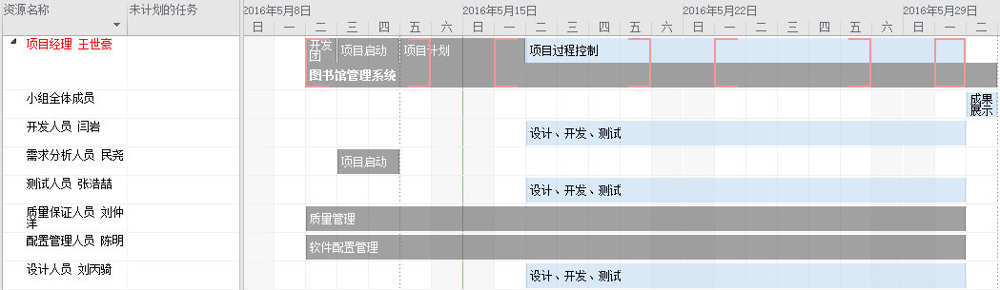 资源名称 未计划的任务 2016年5月8日 2016年5月15日 2016年5月22日 2016年5月29日
日 一 二 三 四 五 六 日 一 二 三 四 五 六 日 一 二 三 四 五 六 日 一 二
项目经理 王世豪 开发团 项目启动 项目计划 项目过程控制
图书馆管理系统
小组全体成员 成果展示
开发人员 闫岩 设计、开发、测试
需求分析人员 民尧 项目启动
测试人员 张浩喆 设计、开发、测试
质量保证人员 刘仲洋 质量管理
配置管理人员 陈明 软件配置管理
设计人员 刘丙骑 设计、开发、测试